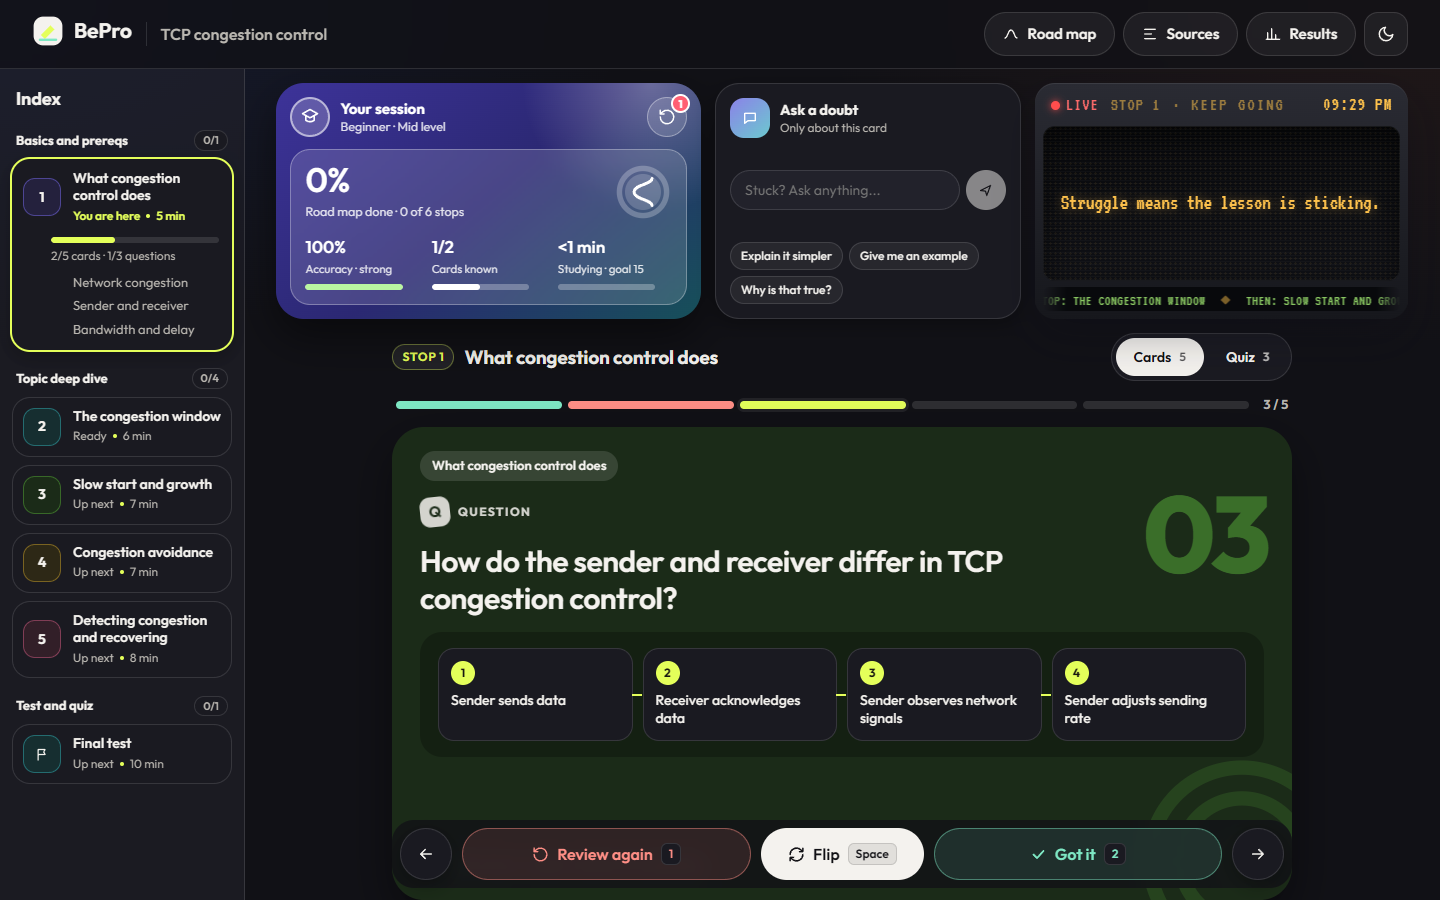 BePro
TCP congestion control
Road map
Sources
Results
Index
Basics and prereqs
0/1
1
What congestion
control does
You are here • 5 min
2/5 cards · 1/3 questions
Network congestion
Sender and receiver
Bandwidth and delay
Topic deep dive
0/4
2
The congestion window
Ready • 6 min
3
Slow start and growth
Up next • 7 min
4
Congestion avoidance
Up next • 7 min
5
Detecting congestion
and recovering
Up next • 8 min
Test and quiz
0/1
Final test
Up next • 10 min
Your session
Beginner · Mid level
1
0%
Road map done · 0 of 6 stops
100%
Accuracy · strong
1/2
Cards known
<1 min
Studying · goal 15
Ask a doubt
Only about this card
Stuck? Ask anything...
Explain it simpler
Give me an example
Why is that true?
LIVE STOP 1 · KEEP GOING
09:29 PM
Struggle means the lesson is sticking.
OP: THE CONGESTION WINDOW ◆ THEN: SLOW START AND GRO
STOP 1
What congestion control does
Cards 5
Quiz 3
3 / 5
What congestion control does
Q QUESTION
03
How do the sender and receiver differ in TCP
congestion control?
1
Sender sends data
2
Receiver acknowledges
data
3
Sender observes network
signals
4
Sender adjusts sending
rate
Review again 1
Flip Space
Got it 2